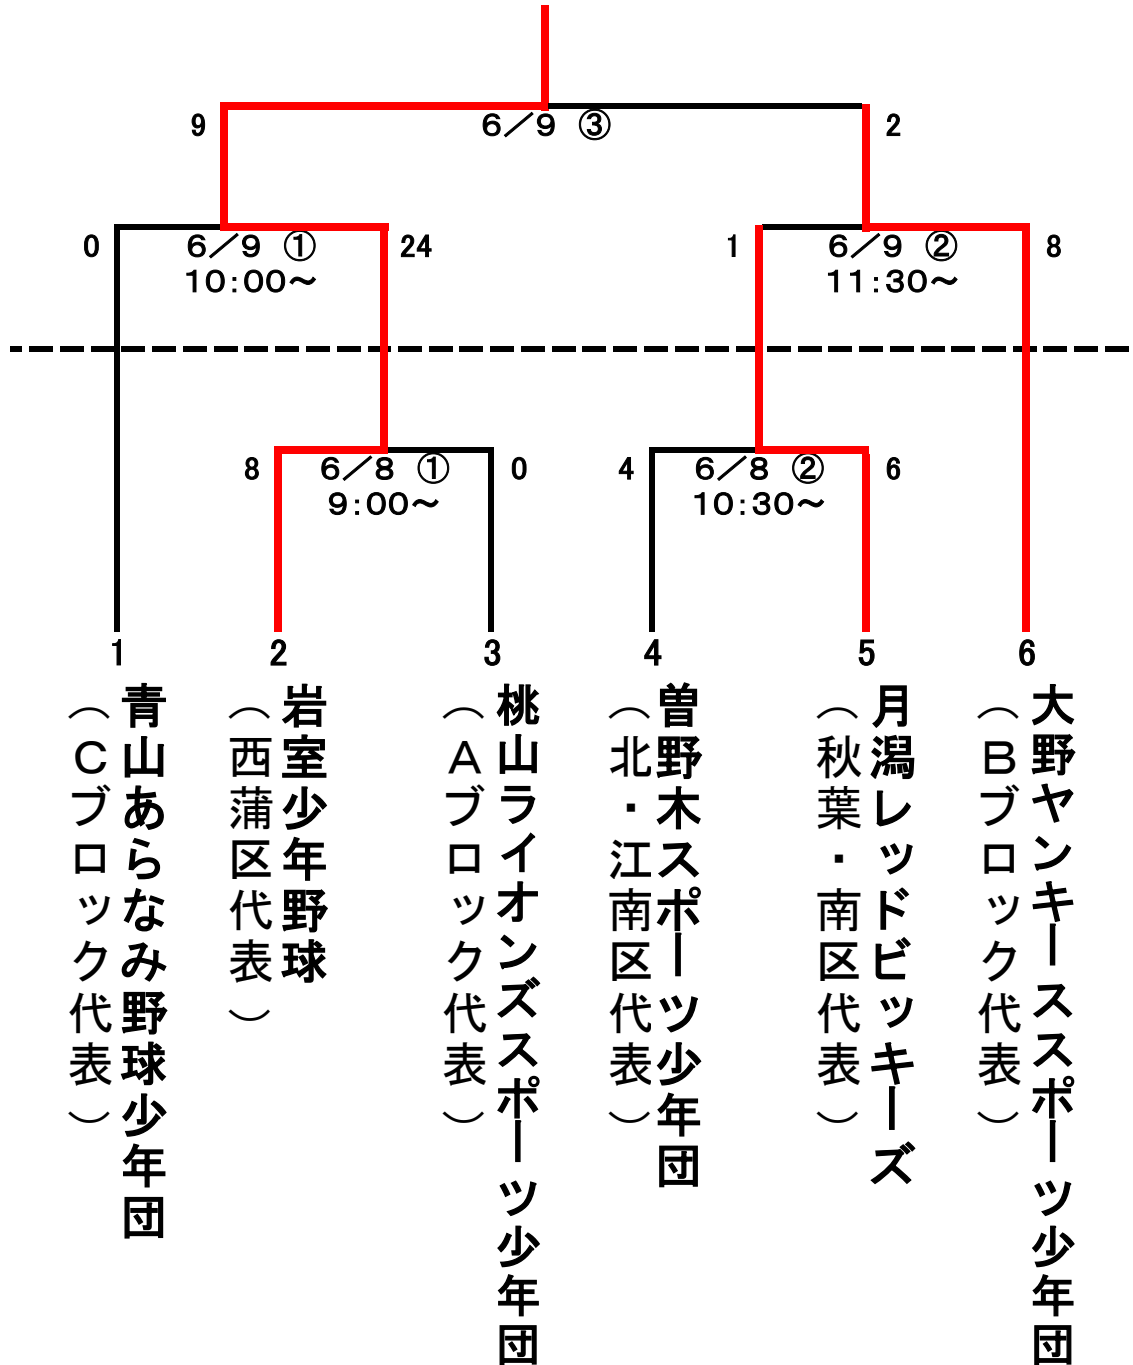 9
6／9 ③
2
0
6／9 ①
10:00～
24
1
6／9 ②
11:30～
8
8
6／8 ①
9:00～
0
4
6／8 ②
10:30～
6
1
2
3
4
5
6
青山あらなみ野球少年団
（Cブロック代表）
岩室少年野球
（西蒲区代表）
桃山ライオンズスポーツ少年団
（Aブロック代表）
曽野木スポーツ少年団
（北・江南区代表）
月潟レッドビッキーズ
（秋葉・南区代表）
大野ヤンキーススポーツ少年団
（Bブロック代表）